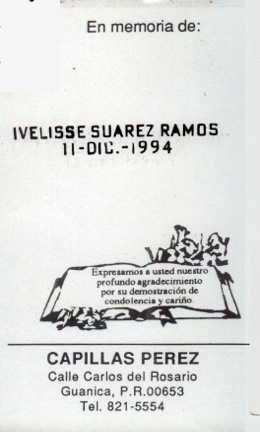 En memoria de:
IVELISSE SUAREZ RAMOS
11-DIC.-1994
Expresamos a usted nuestro
profundo agradecimiento
por su demostración de
condolencia y cariño.
CAPILLAS PEREZ
Calle Carlos del Rosario
Guanica, P.R.00653
Tel. 821-5554